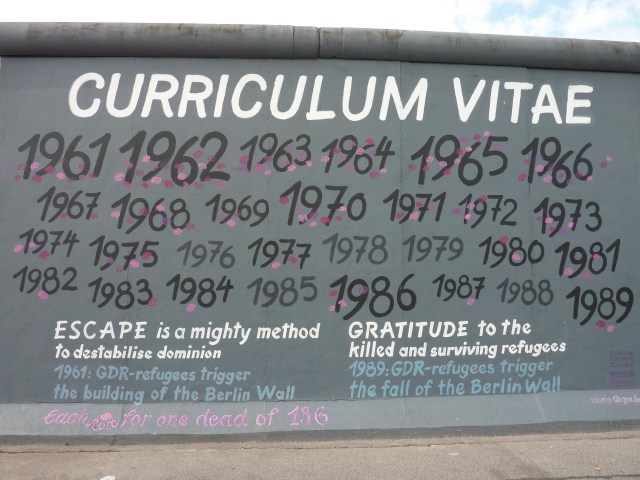 CURRICULUM VITAE
1961 1962 1963 1964 1965 1966
1967 1968 1969 1970 1971 1972 1973
1974 1975 1976 1977 1978 1979 1980 1981
1982 1983 1984 1985 1986 1987 1988 1989
ESCAPE is a mighty method
to destabilise dominion
1961: GDR-refugees trigger
the building of the Berlin Wall
GRATITUDE to the
killed and surviving refugees
1989: GDR-refugees trigger
the fall of the Berlin Wall
Each rose for one dead of 136